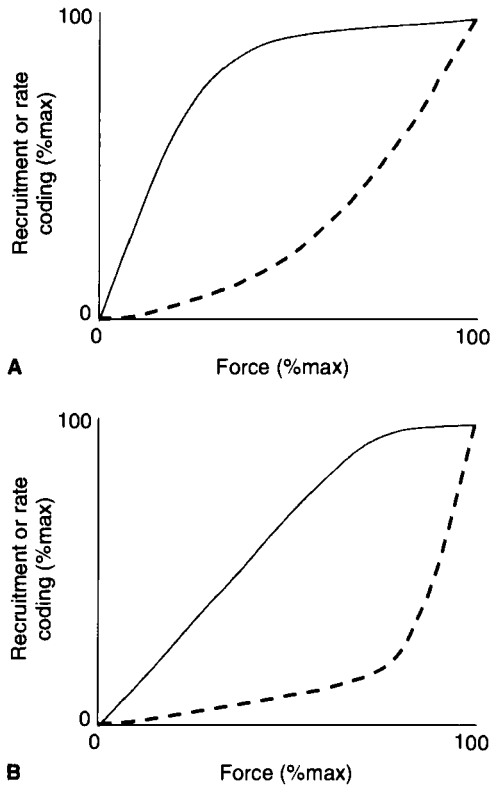 100
Recruitment or rate
coding (%max)
0
0
100
A
Force (%max)
100
Recruitment or rate
coding (%max)
0
0
100
B
Force (%max)